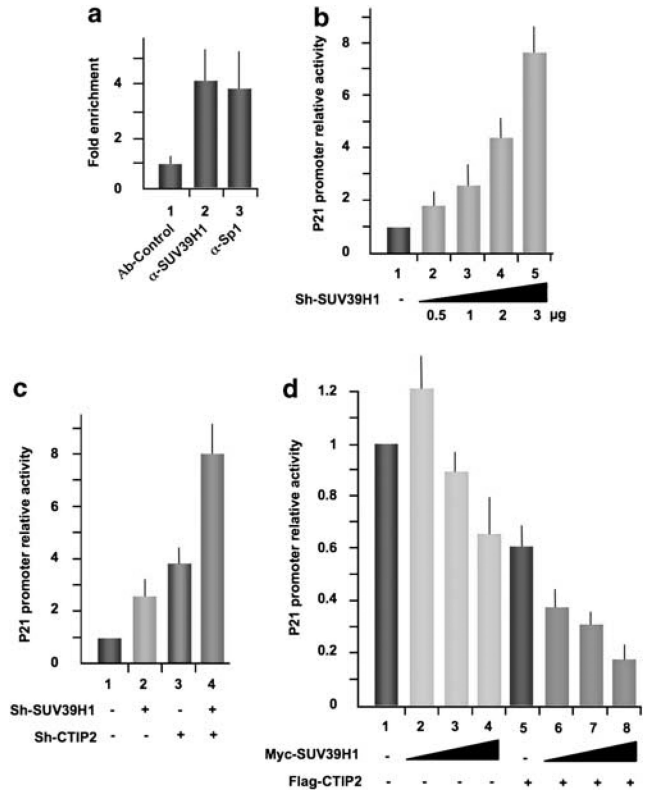 a
Fold enrichment
4
2
0
1 2 3
Ab-Control
α-SUV39H1
α-Sp1
b
P21 promoter relative activity
8
6
4
2
0
1 2 3 4 5
Sh-SUV39H1 - 0.5 1 2 3 µg
c
P21 promoter relative activity
8
6
4
2
0
1 2 3 4
Sh-SUV39H1 - + - +
Sh-CTIP2 - - + +
d
P21 promoter relative activity
1.2
1
0.8
0.6
0.4
0.2
0
1 2 3 4 5 6 7 8
Myc-SUV39H1 - -
Flag-CTIP2 - - - - + + + +